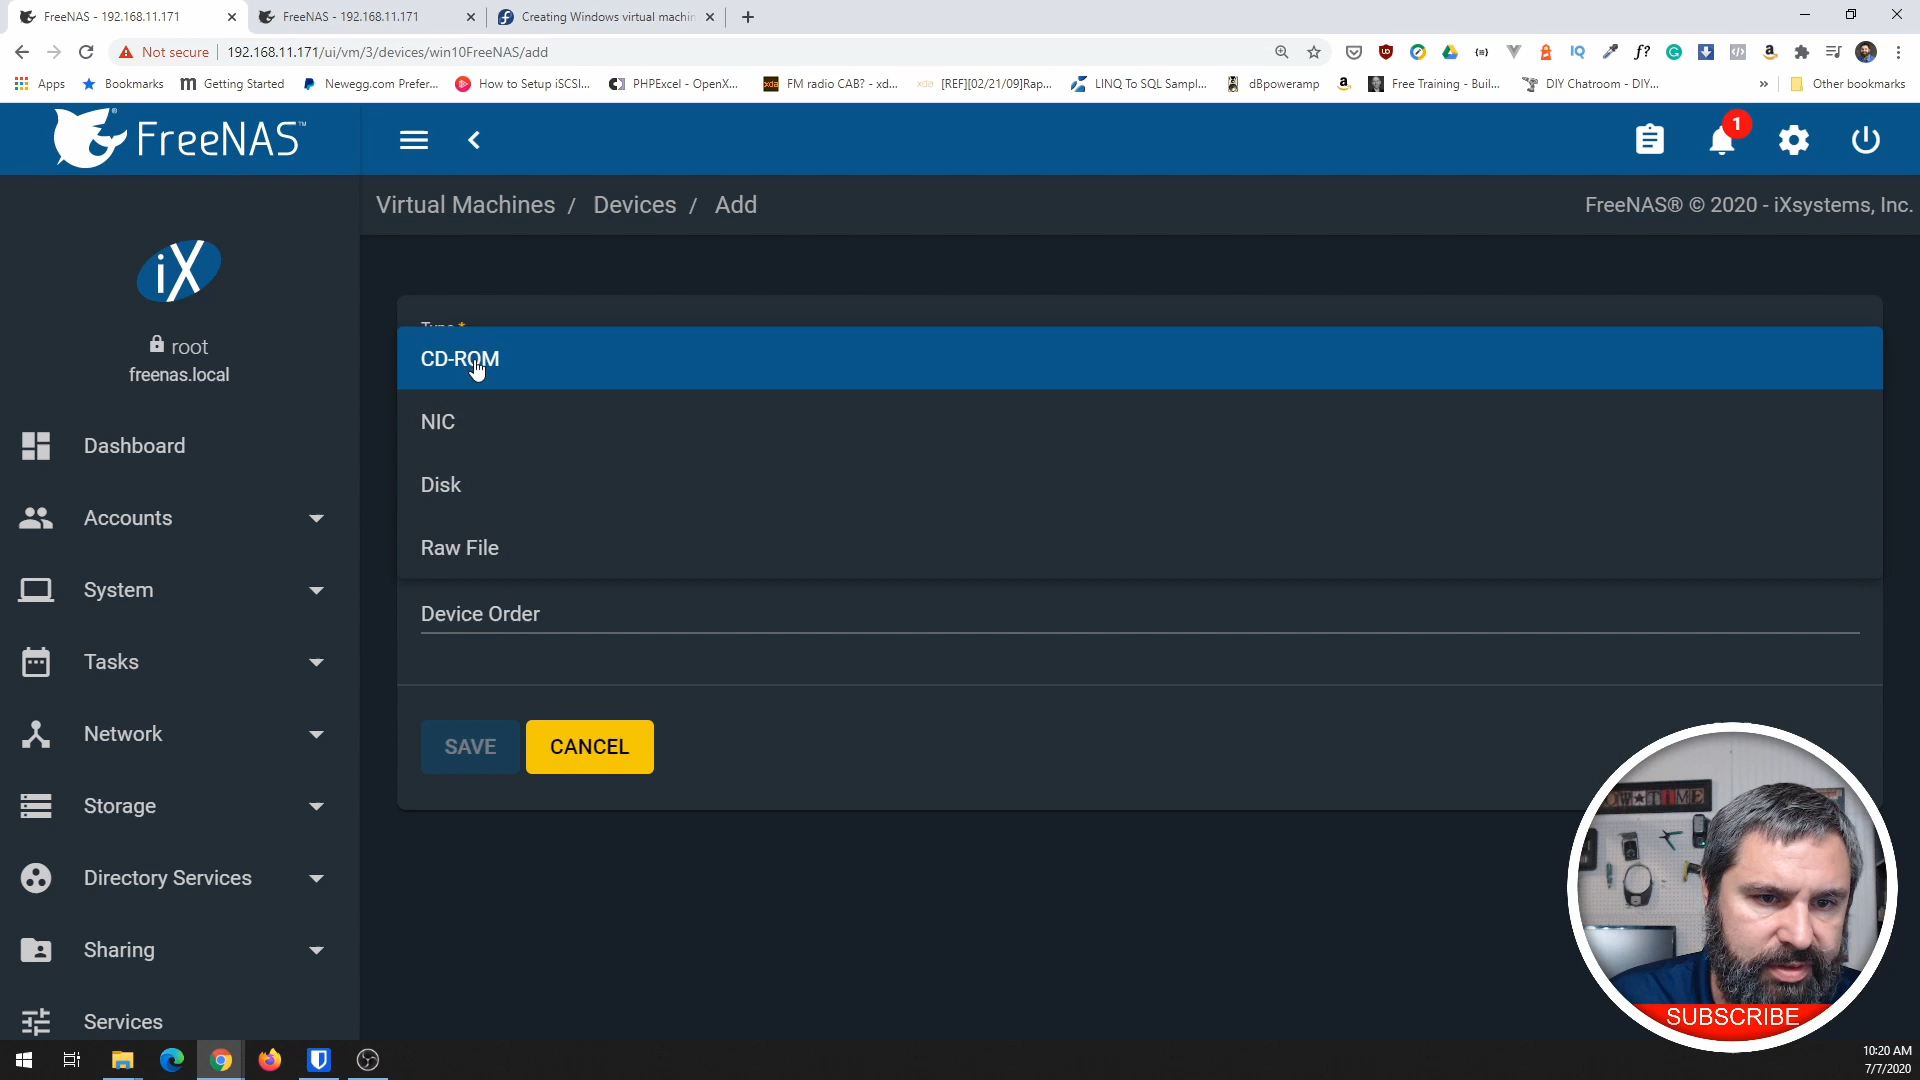 FreeNAS - 192.168.11.171
FreeNAS - 192.168.11.171
Creating Windows virtual machin
Not secure
192.168.11.171/ui/vm/3/devices/win10FreeNAS/add
Apps
Bookmarks
Getting Started
Newegg.com Prefer...
How to Setup iSCSI...
PHPExcel - OpenX...
FM radio CAB? - xd...
[REF][02/21/09]Rap...
LINQ To SQL Sampl...
dBpoweramp
Free Training - Buil...
DIY Chatroom - DIY...
»
Other bookmarks
FreeNAS™
1
Virtual Machines / Devices / Add
FreeNAS® © 2020 - iXsystems, Inc.
iX
root
freenas.local
Dashboard
Accounts
System
Tasks
Network
Storage
Directory Services
Sharing
Services
Type *
CD-ROM
NIC
Disk
Raw File
Device Order
SAVE
CANCEL
SUBSCRIBE
10:20 AM
7/7/2020